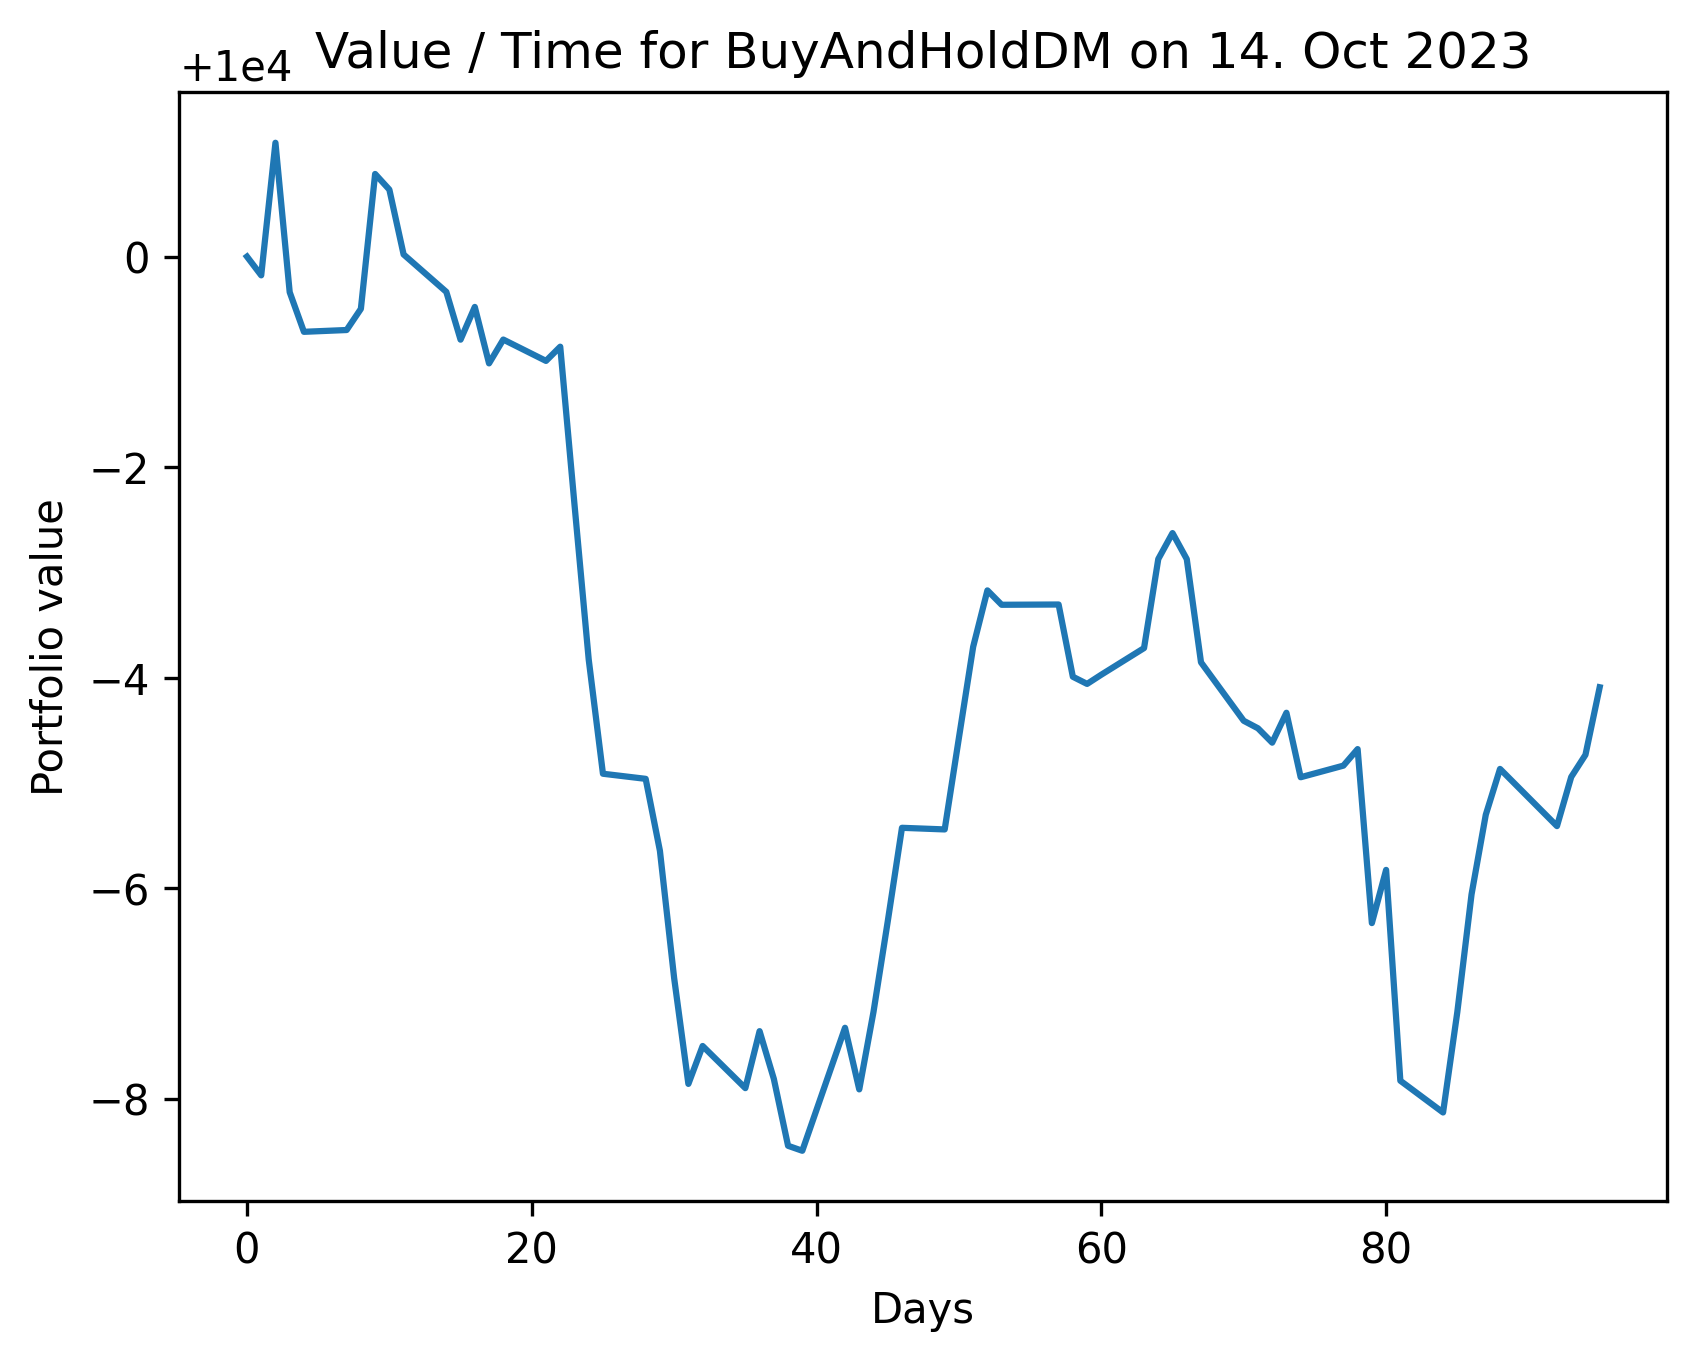 Value / Time for BuyAndHoldDM on 14. Oct 2023
+1e4
0
−2
−4
−6
−8
Portfolio value
0 20 40 60 80
Days